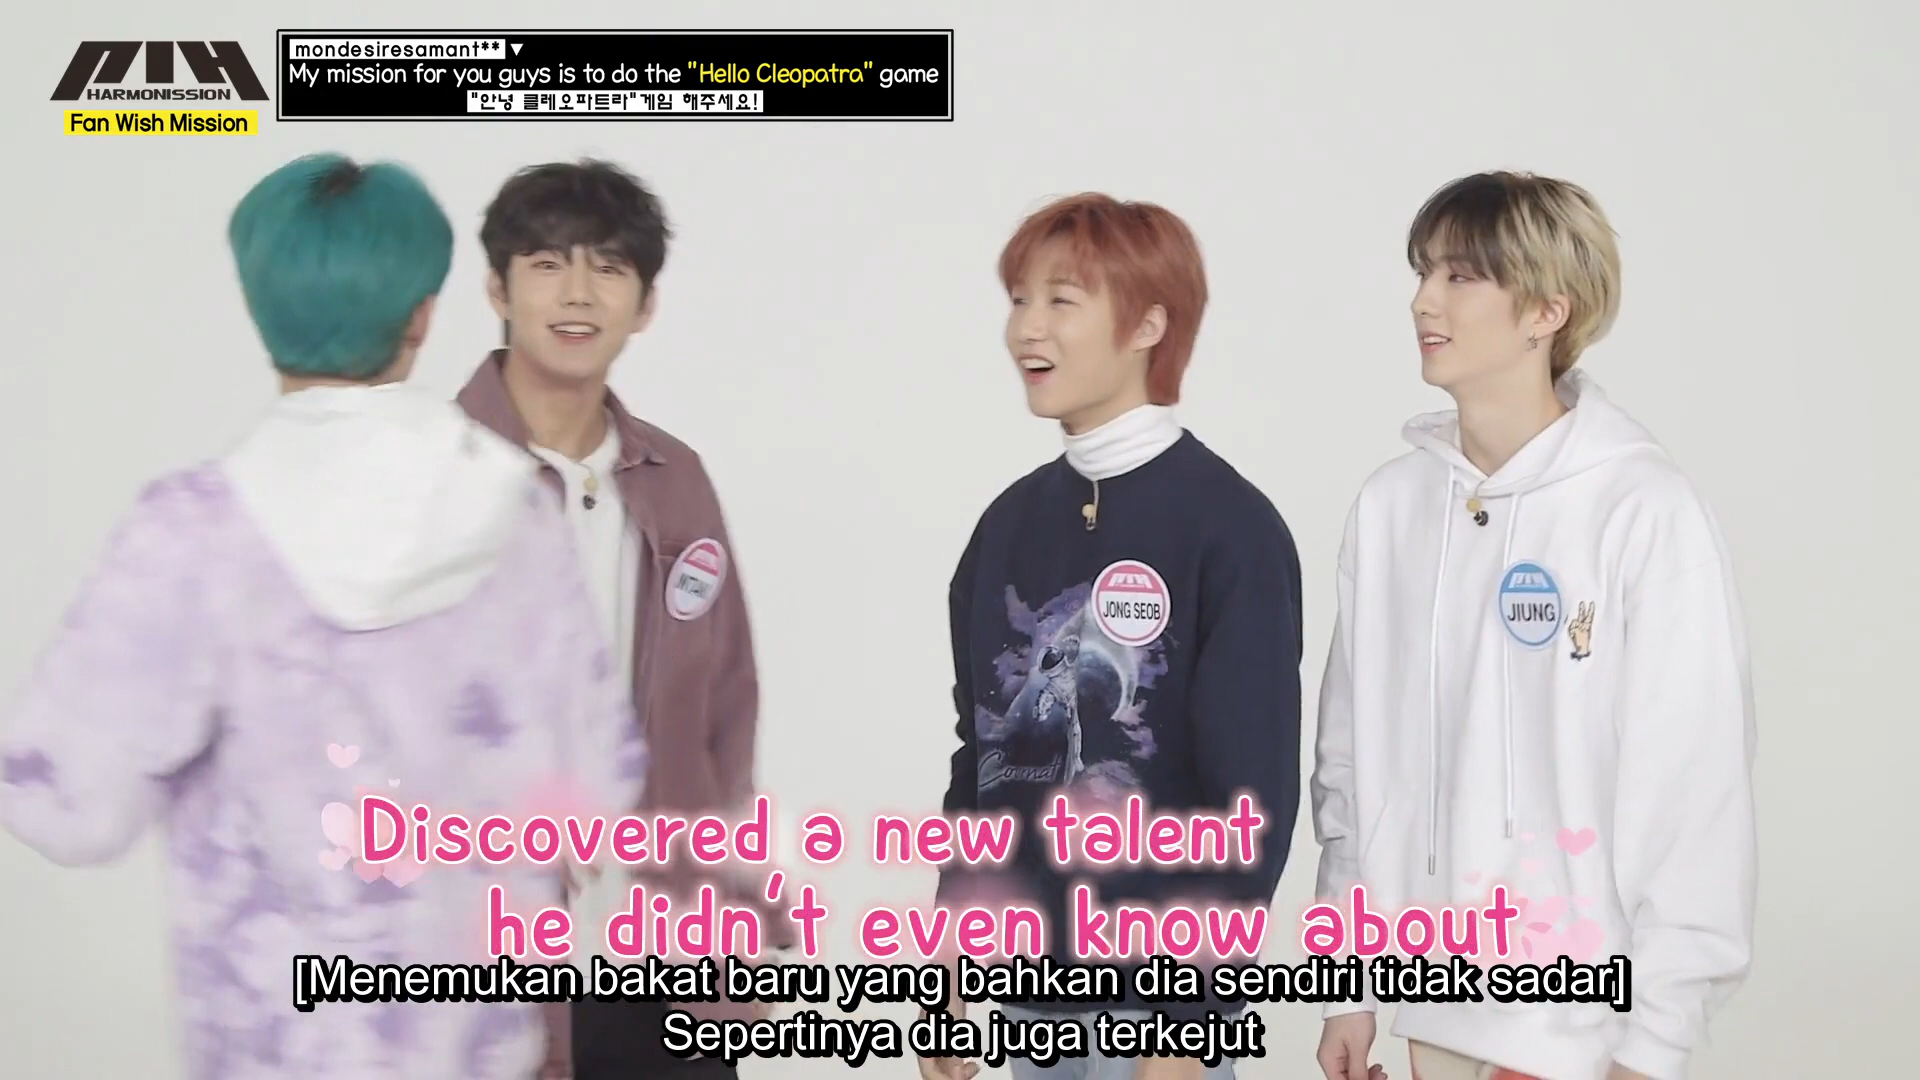 P1H
HARMONISSION
Fan Wish Mission
mondesiresamant**▼
My mission for you guys is to do the "Hello Cleopatra" game
"안녕 클레오파트라"게임 해주세요!
JONG SEOB
JIUNG
Cosmat
Discovered a new talent
he didn't even know about
[Menemukan bakat baru yang bahkan dia sendiri tidak sadar]
Sepertinya dia juga terkejut